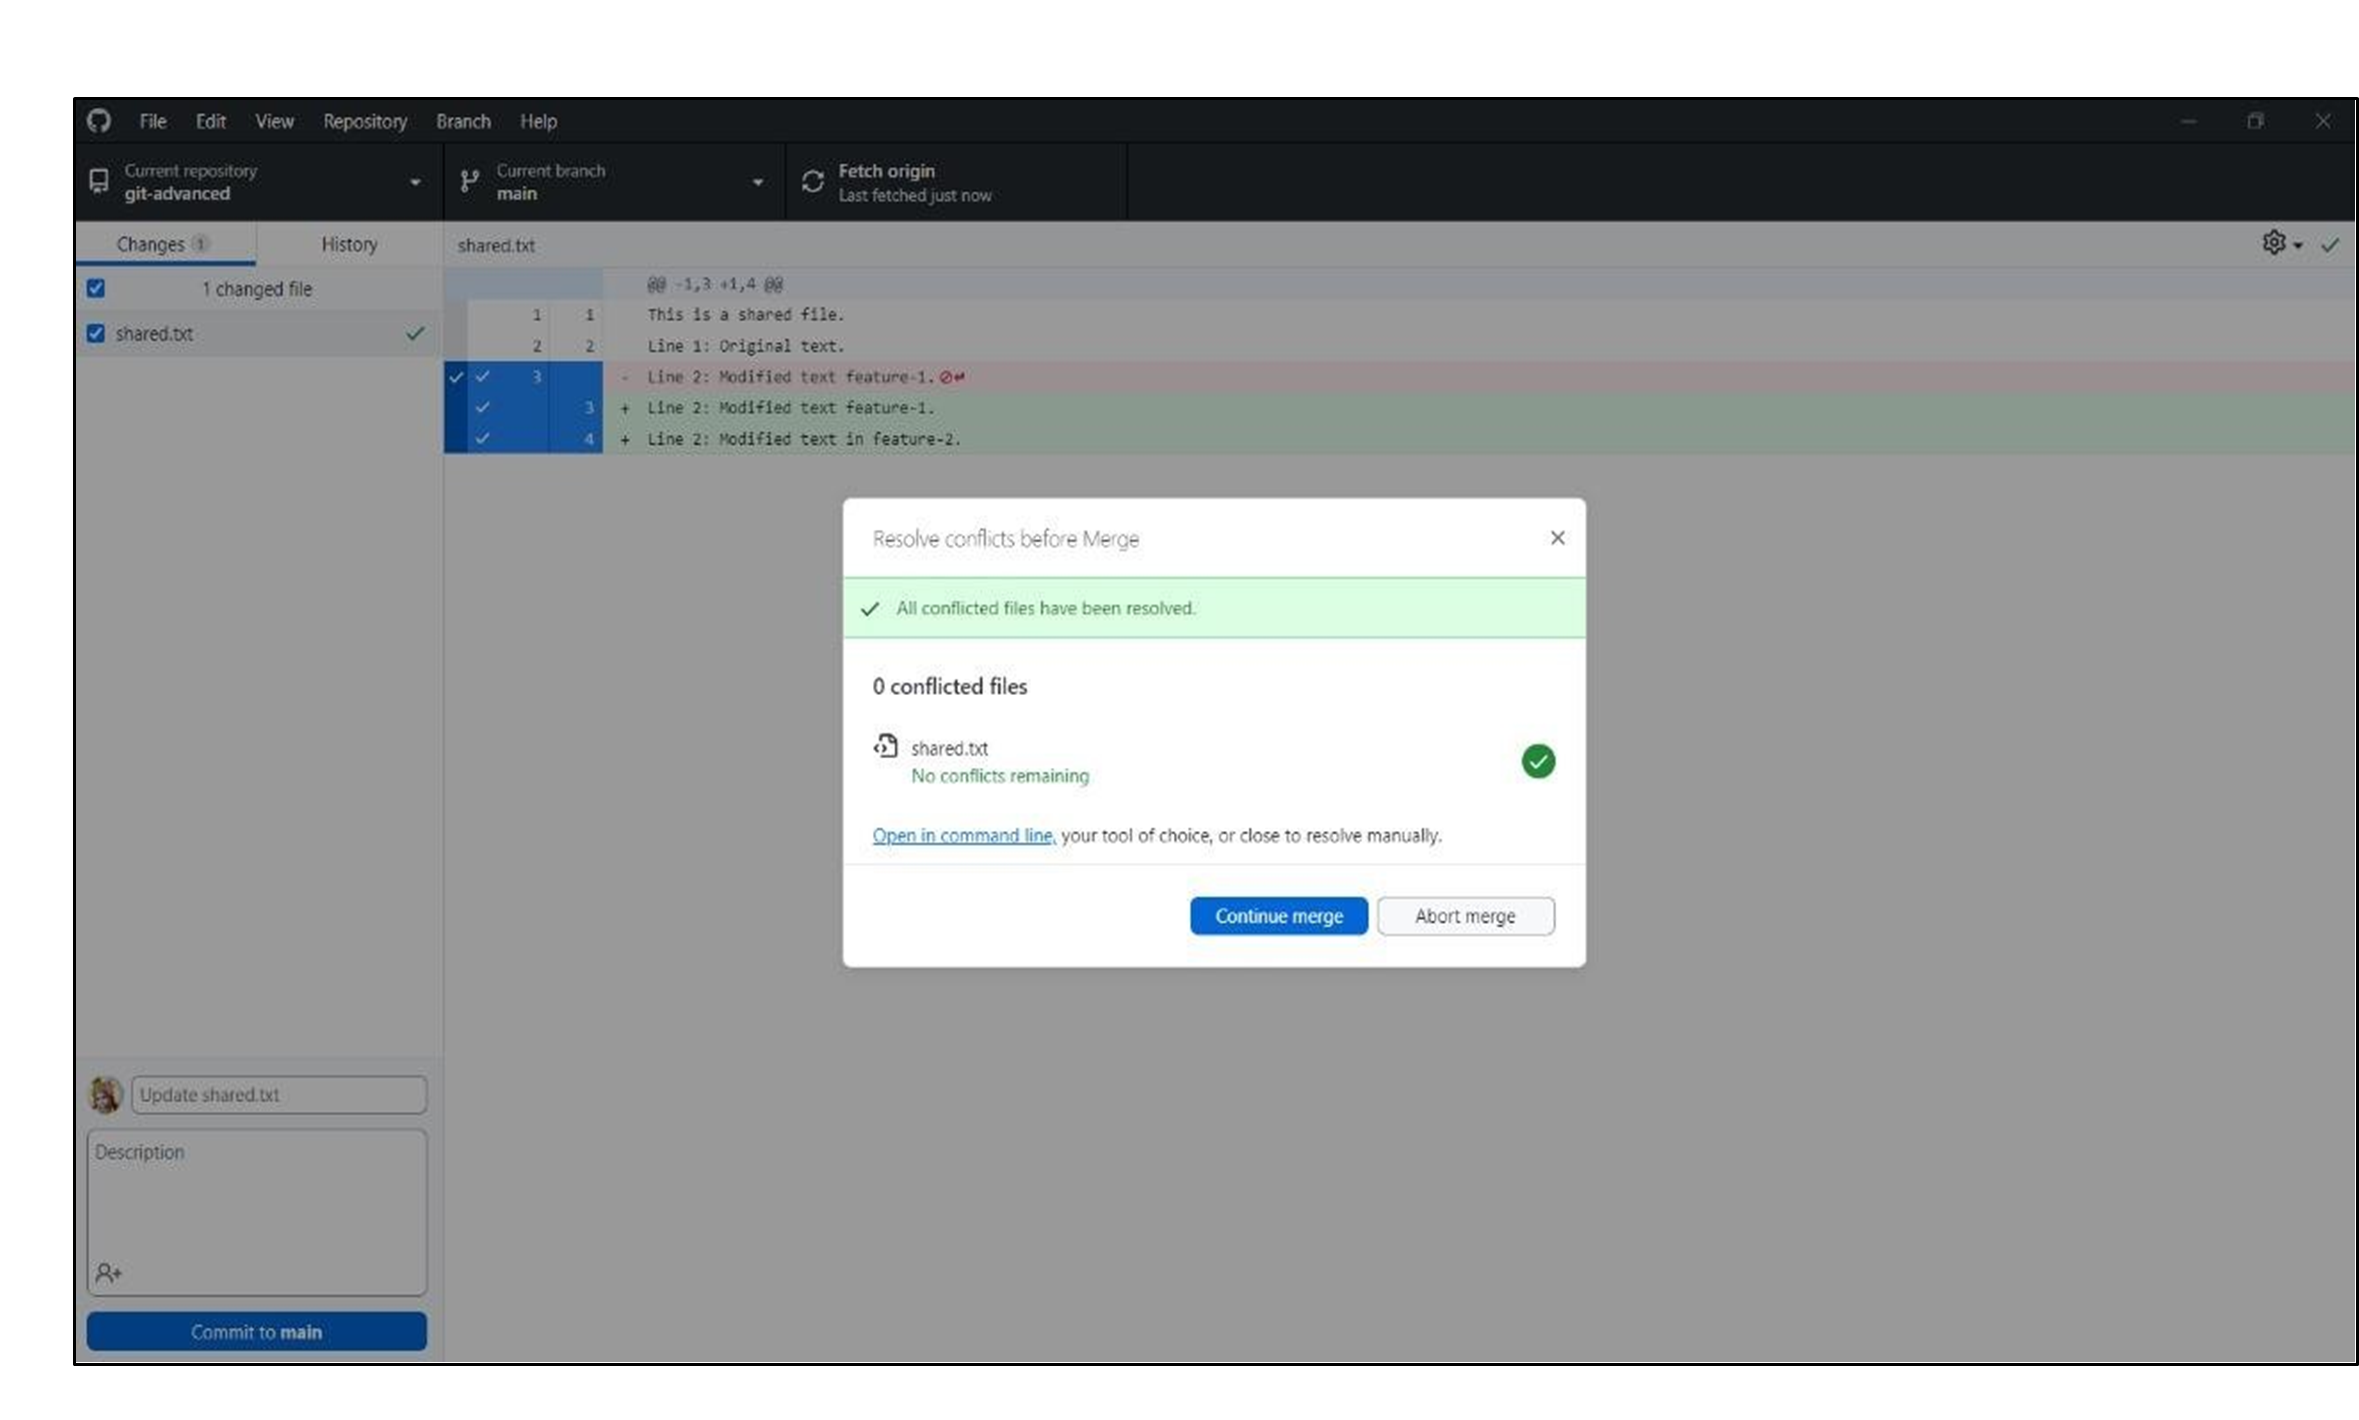 File Edit View Repository Branch Help
Current repository
git-advanced
Current branch
main
Fetch origin
Last fetched just now
Changes 1
History
shared.txt
1 changed file
shared.txt
@@ -1,3 +1,4 @@
1 1 This is a shared file.
2 2 Line 1: Original text.
3 - Line 2: Modified text feature-1.
3 + Line 2: Modified text feature-1.
4 + Line 2: Modified text in feature-2.
Resolve conflicts before Merge
All conflicted files have been resolved.
0 conflicted files
shared.txt
No conflicts remaining
Open in command line, your tool of choice, or close to resolve manually.
Continue merge
Abort merge
Update shared.txt
Description
Commit to main